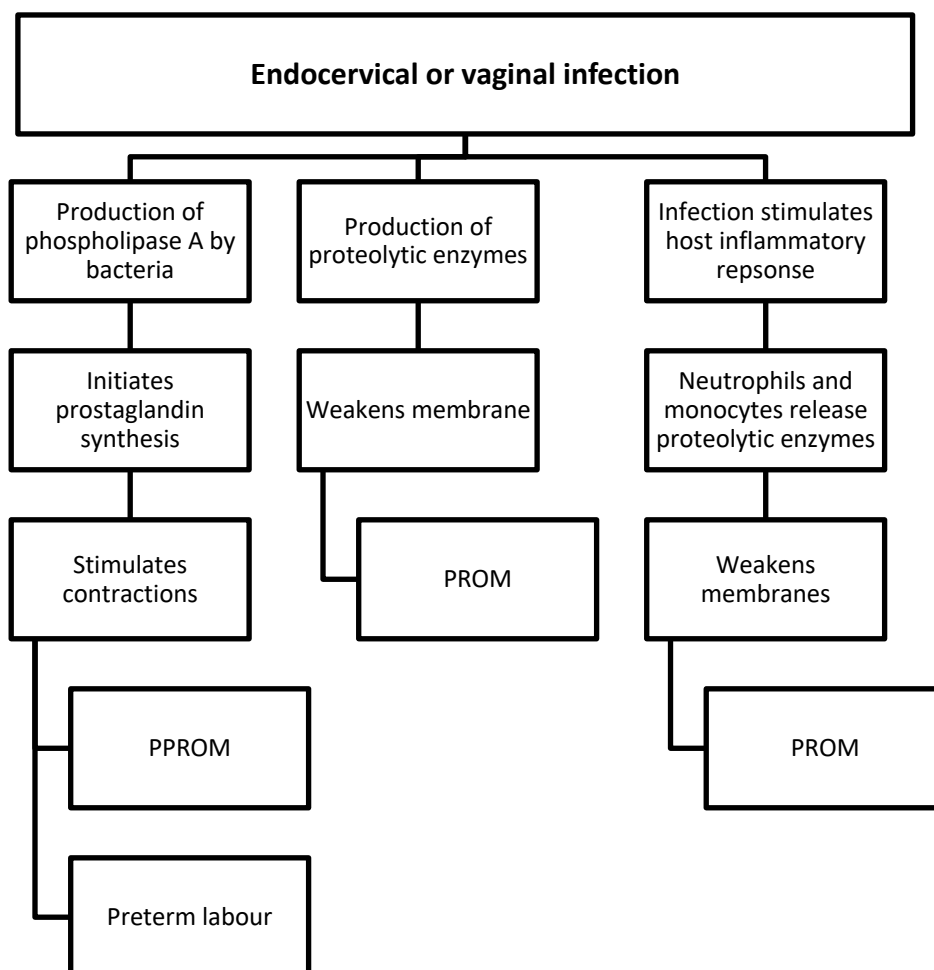 Endocervical or vaginal infection
Production of
phospholipase A by
bacteria
Initiates
prostaglandin
synthesis
Stimulates
contractions
PPROM
Preterm labour
Production of
proteolytic enzymes
Weakens membrane
PROM
Infection stimulates
host inflammatory
repsonse
Neutrophils and
monocytes release
proteolytic enzymes
Weakens
membranes
PROM